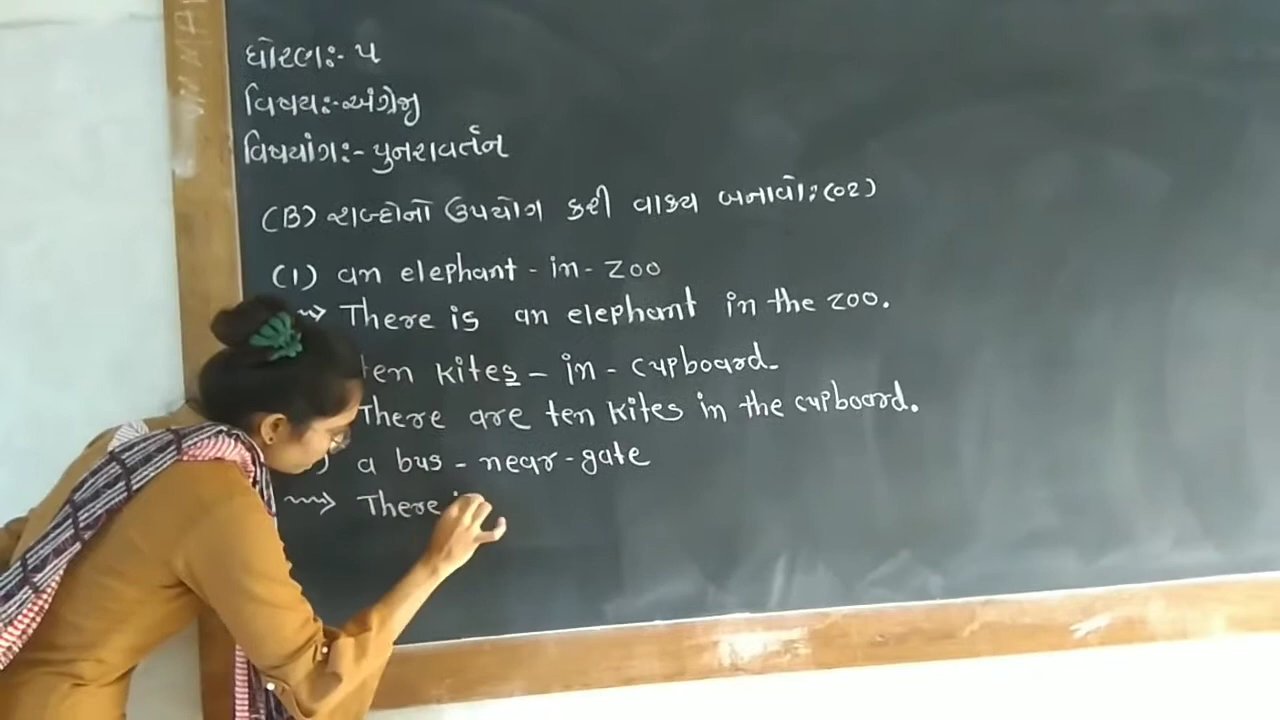 ધોરણઃ- ૫
વિષયઃ-અંગ્રેજી
વિષયાંગઃ- પુનરાવર્તન
(B) શબ્દોનો ઉપયોગ કરી વાક્ય બનાવોઃ(૦૨)
(1) an elephant - in - zoo
There is an elephant in the zoo.
ten kites - in - cupboard.
There are ten kites in the cupboard.
) a bus - near - gate
There